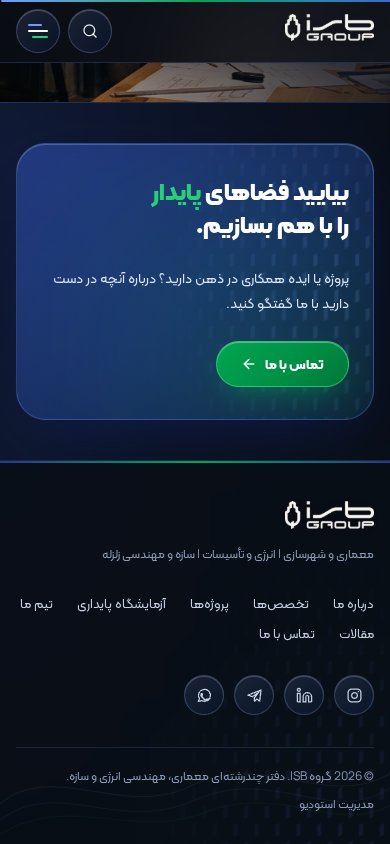 isb
GROUP
بیایید فضاهای پایدار
را با هم بسازیم.
پروژه یا ایده همکاری در ذهن دارید؟ درباره آنچه در دست
دارید با ما گفتگو کنید.
تماس با ما
isb
GROUP
معماری و شهرسازی | انرژی و تأسیسات | سازه و مهندسی زلزله
درباره ما تخصص‌ها پروژه‌ها آزمایشگاه پایداری تیم ما
مقالات تماس با ما
© 2026 گروه ISB. دفتر چندرشته‌ای معماری، مهندسی انرژی و سازه.
مدیریت استودیو